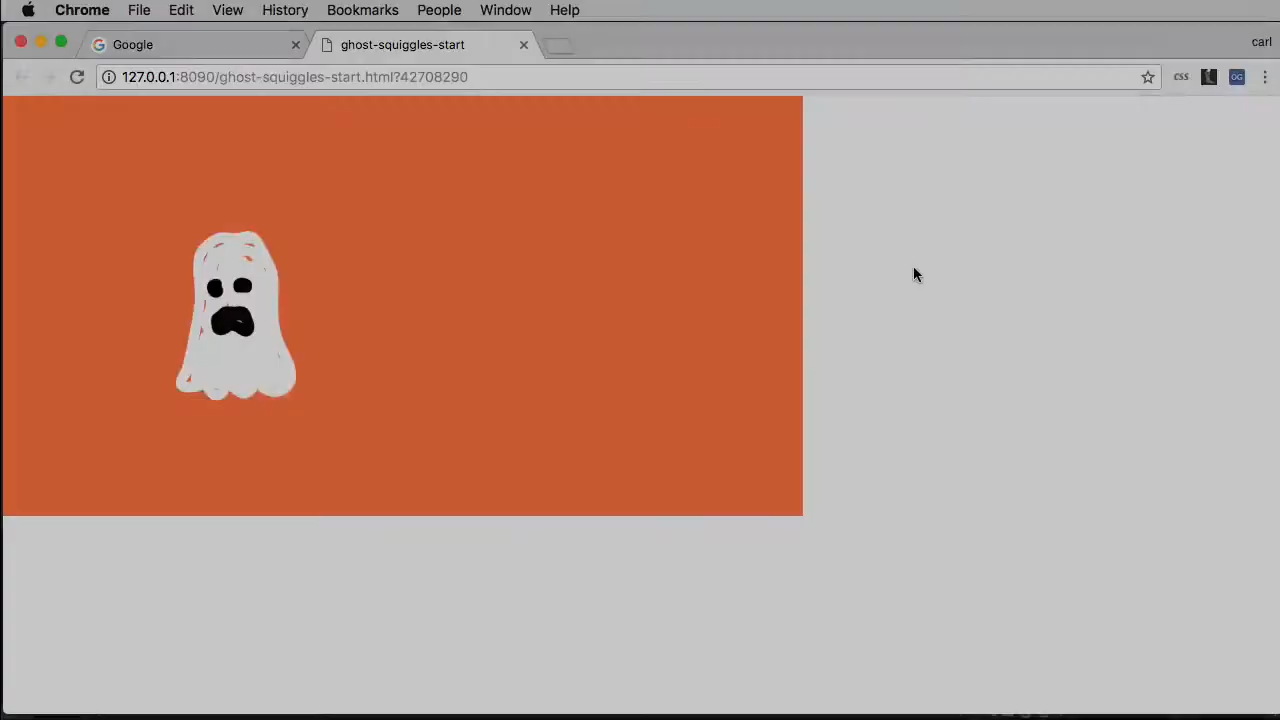 Chrome File Edit View History Bookmarks People Window Help
Google ghost-squiggles-start carl
127.0.0.1:8090/ghost-squiggles-start.html?42708290 css OG